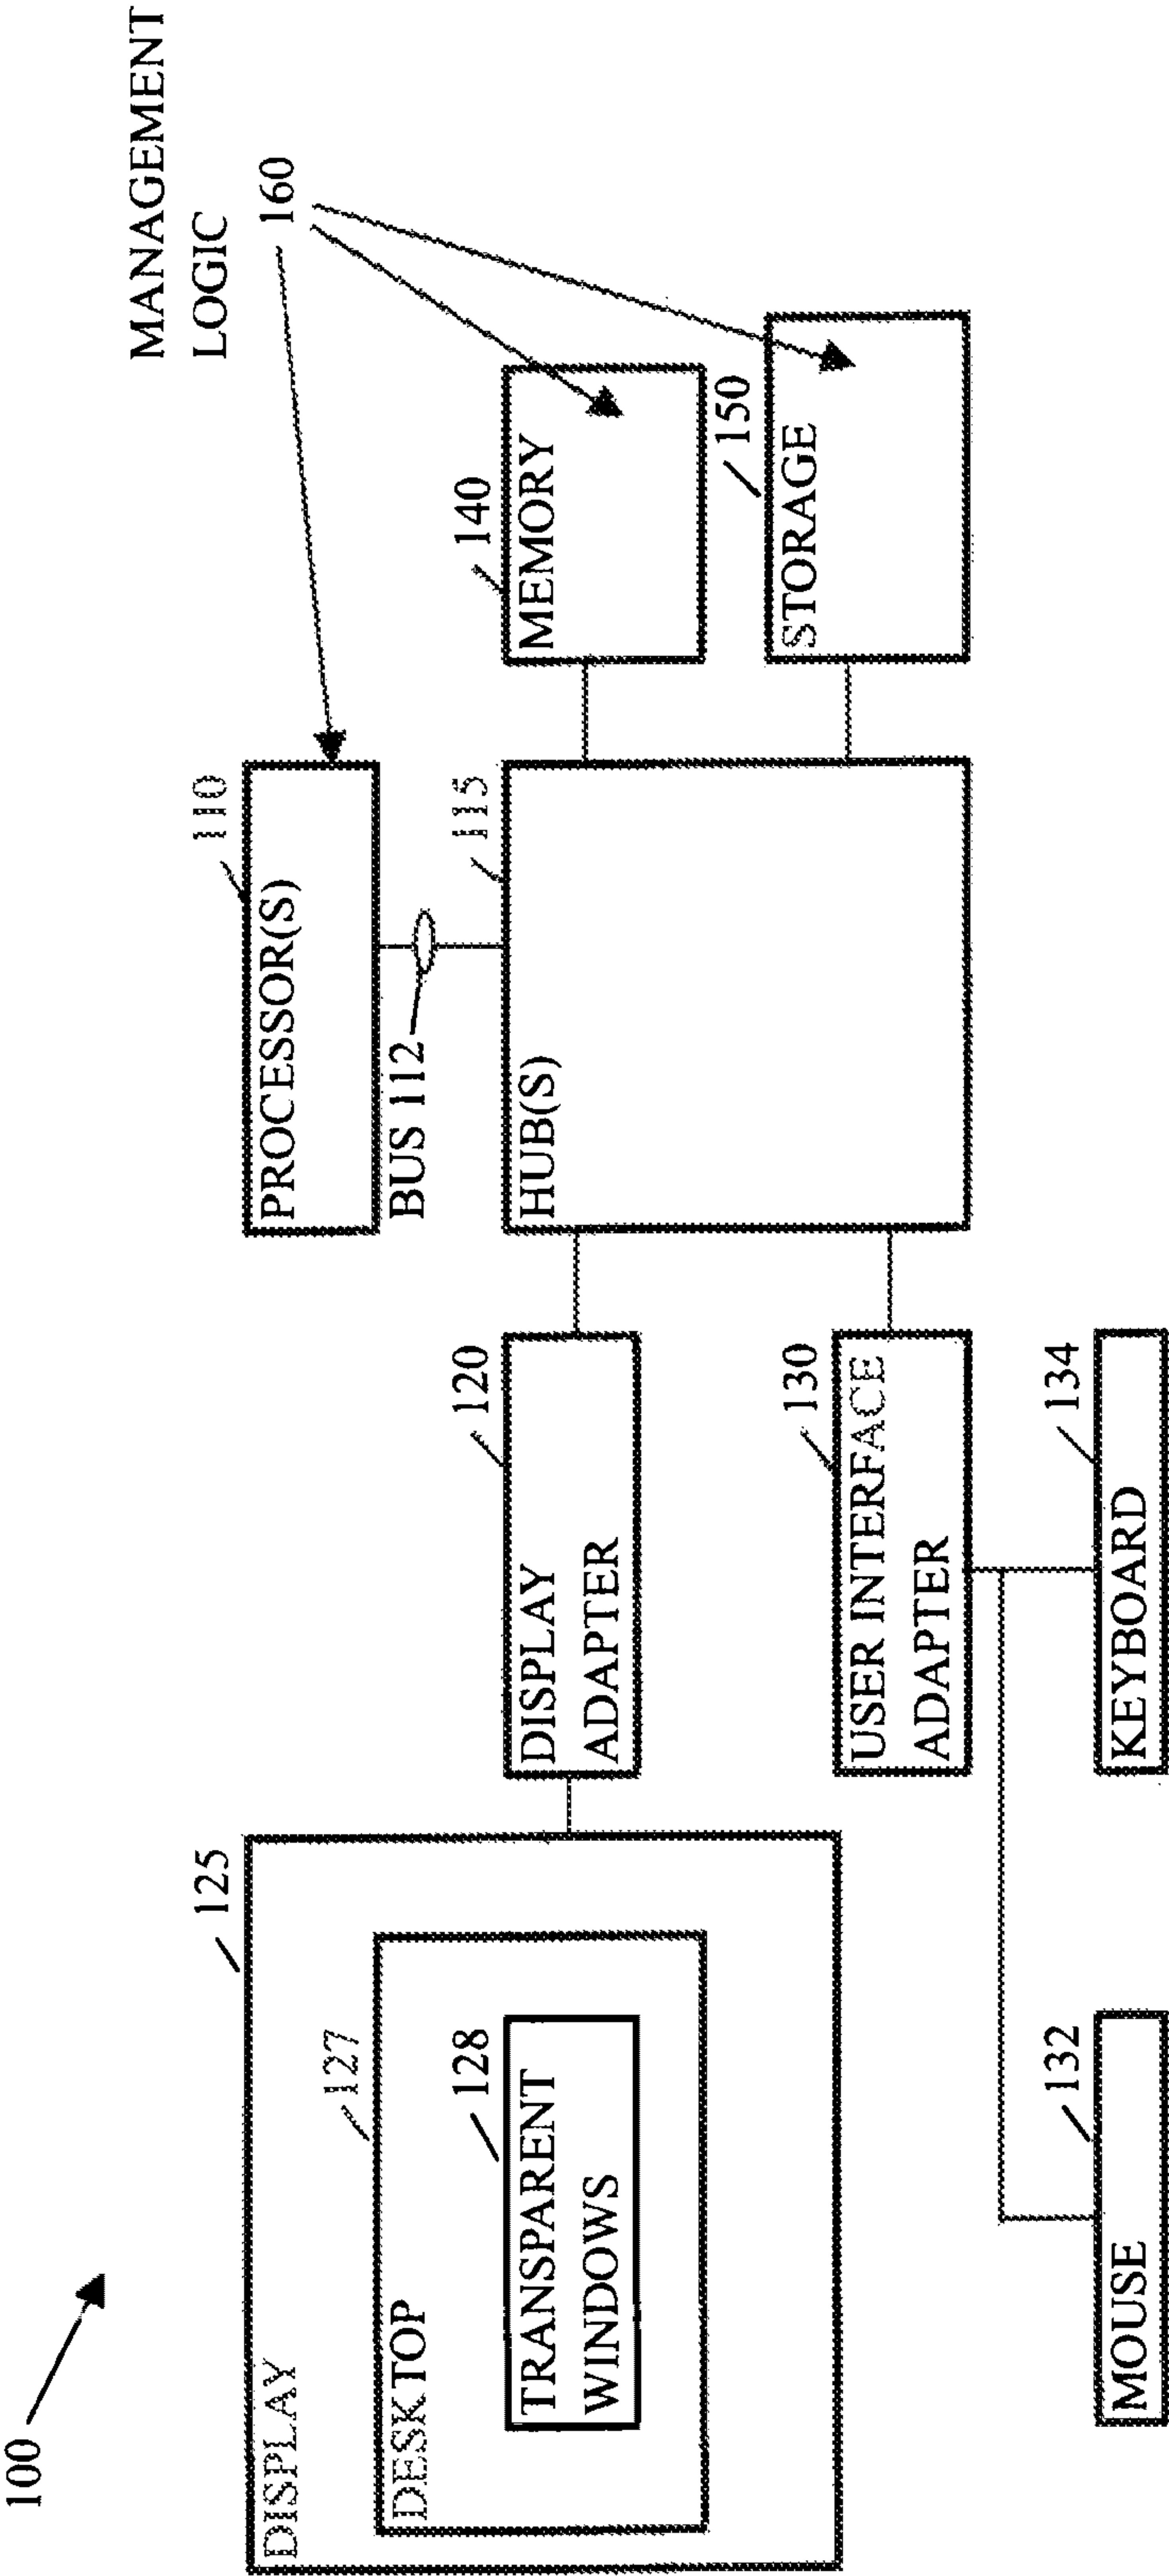 100
MANAGEMENT
LOGIC 160
DISPLAY
125
DESKTOP
127
TRANSPARENT
WINDOWS
128
PROCESSOR(S)
110
BUS 112
HUB(S)
115
DISPLAY
ADAPTER
120
MEMORY
140
USER INTERFACE
ADAPTER
130
STORAGE
150
MOUSE
132
KEYBOARD
134